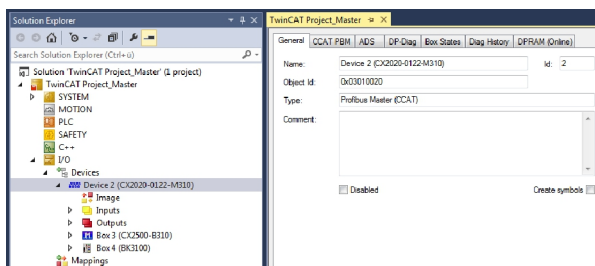 Solution Explorer
Search Solution Explorer (Ctrl+ü)
Solution 'TwinCAT Project_Master' (1 project)
TwinCAT Project_Master
SYSTEM
MOTION
PLC
SAFETY
C++
I/O
Devices
Device 2 (CX2020-0122-M310)
Image
Inputs
Outputs
Box 3 (CX2500-B310)
Box 4 (BK3100)
Mappings
TwinCAT Project_Master
General CCAT PBM ADS DP-Diag Box States Diag History DPRAM (Online)
Name: Device 2 (CX2020-0122-M310) Id: 2
Object Id: 0x03010020
Type: Profibus Master (CCAT)
Comment:
Disabled Create symbols